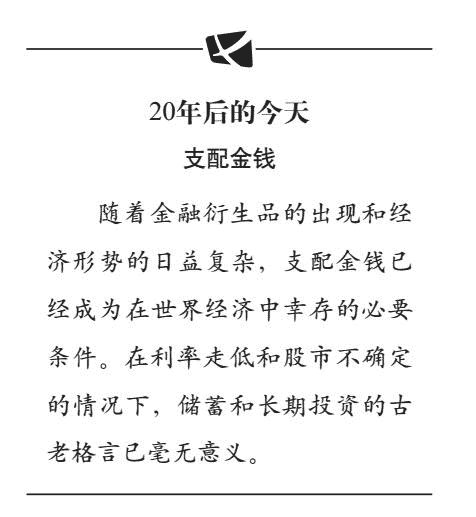 20年后的今天
支配金钱
随着金融衍生品的出现和经
济形势的日益复杂，支配金钱已
经成为在世界经济中幸存的必要
条件。在利率走低和股市不确定
的情况下，储蓄和长期投资的古
老格言已毫无意义。